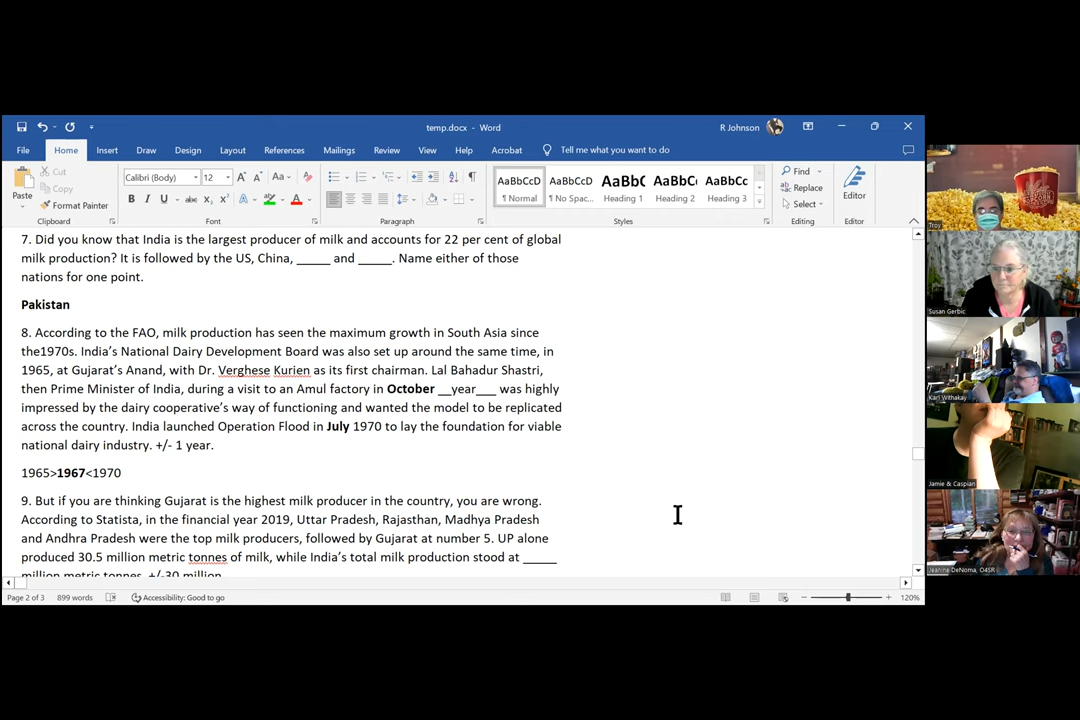 temp.docx - Word
R Johnson
File Home Insert Draw Design Layout References Mailings Review View Help Acrobat Tell me what you want to do
Paste
Cut
Copy
Format Painter
Clipboard
Calibri (Body) 12
Font
Paragraph
AaBbCcD AaBbCcD AaBbC AaBbC AaBbCc
¶ Normal ¶ No Spac... Heading 1 Heading 2 Heading 3
Styles
Find
Replace
Select
Editing
Editor
Editor
7. Did you know that India is the largest producer of milk and accounts for 22 per cent of global
milk production? It is followed by the US, China, _____ and _____. Name either of those
nations for one point.
Pakistan
8. According to the FAO, milk production has seen the maximum growth in South Asia since
the1970s. India’s National Dairy Development Board was also set up around the same time, in
1965, at Gujarat’s Anand, with Dr. Verghese Kurien as its first chairman. Lal Bahadur Shastri,
then Prime Minister of India, during a visit to an Amul factory in October __year___ was highly
impressed by the dairy cooperative’s way of functioning and wanted the model to be replicated
across the country. India launched Operation Flood in July 1970 to lay the foundation for viable
national dairy industry. +/- 1 year.
1965>1967<1970
9. But if you are thinking Gujarat is the highest milk producer in the country, you are wrong.
According to Statista, in the financial year 2019, Uttar Pradesh, Rajasthan, Madhya Pradesh
and Andhra Pradesh were the top milk producers, followed by Gujarat at number 5. UP alone
produced 30.5 million metric tonnes of milk, while India’s total milk production stood at _____
million metric tonnes. +/-30 million
Page 2 of 3 899 words Accessibility: Good to go 120%
Troy
Susan Gerbic
Karl Withakay
Jamie & Caspian
Jeanine DeNoma, O4SR